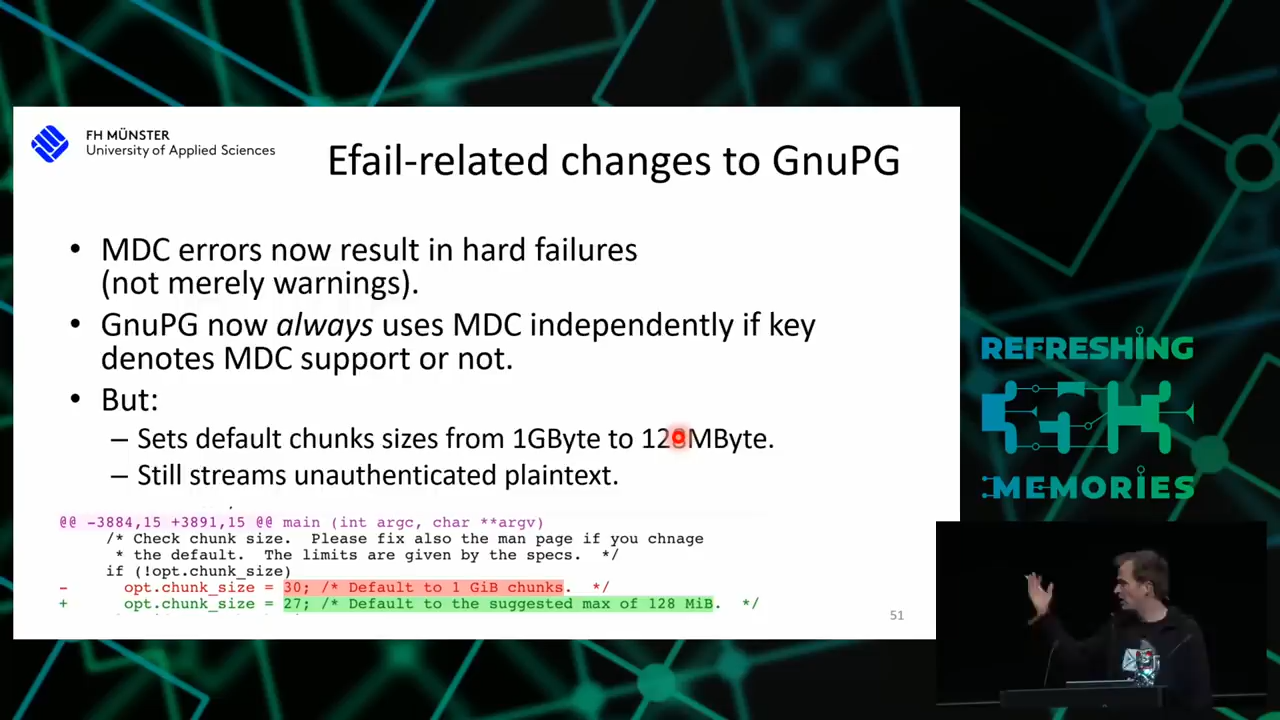 FH MÜNSTER
University of Applied Sciences
Efail-related changes to GnuPG
• MDC errors now result in hard failures
(not merely warnings).
• GnuPG now always uses MDC independently if key
denotes MDC support or not.
• But:
– Sets default chunks sizes from 1GByte to 128MByte.
– Still streams unauthenticated plaintext.
@@ -3884,15 +3891,15 @@ main (int argc, char **argv)
/* Check chunk size. Please fix also the man page if you chnage
* the default. The limits are given by the specs. */
if (!opt.chunk_size)
- opt.chunk_size = 30; /* Default to 1 GiB chunks. */
+ opt.chunk_size = 27; /* Default to the suggested max of 128 MiB. */
51
REFRESHING
35C3
MEMORIES